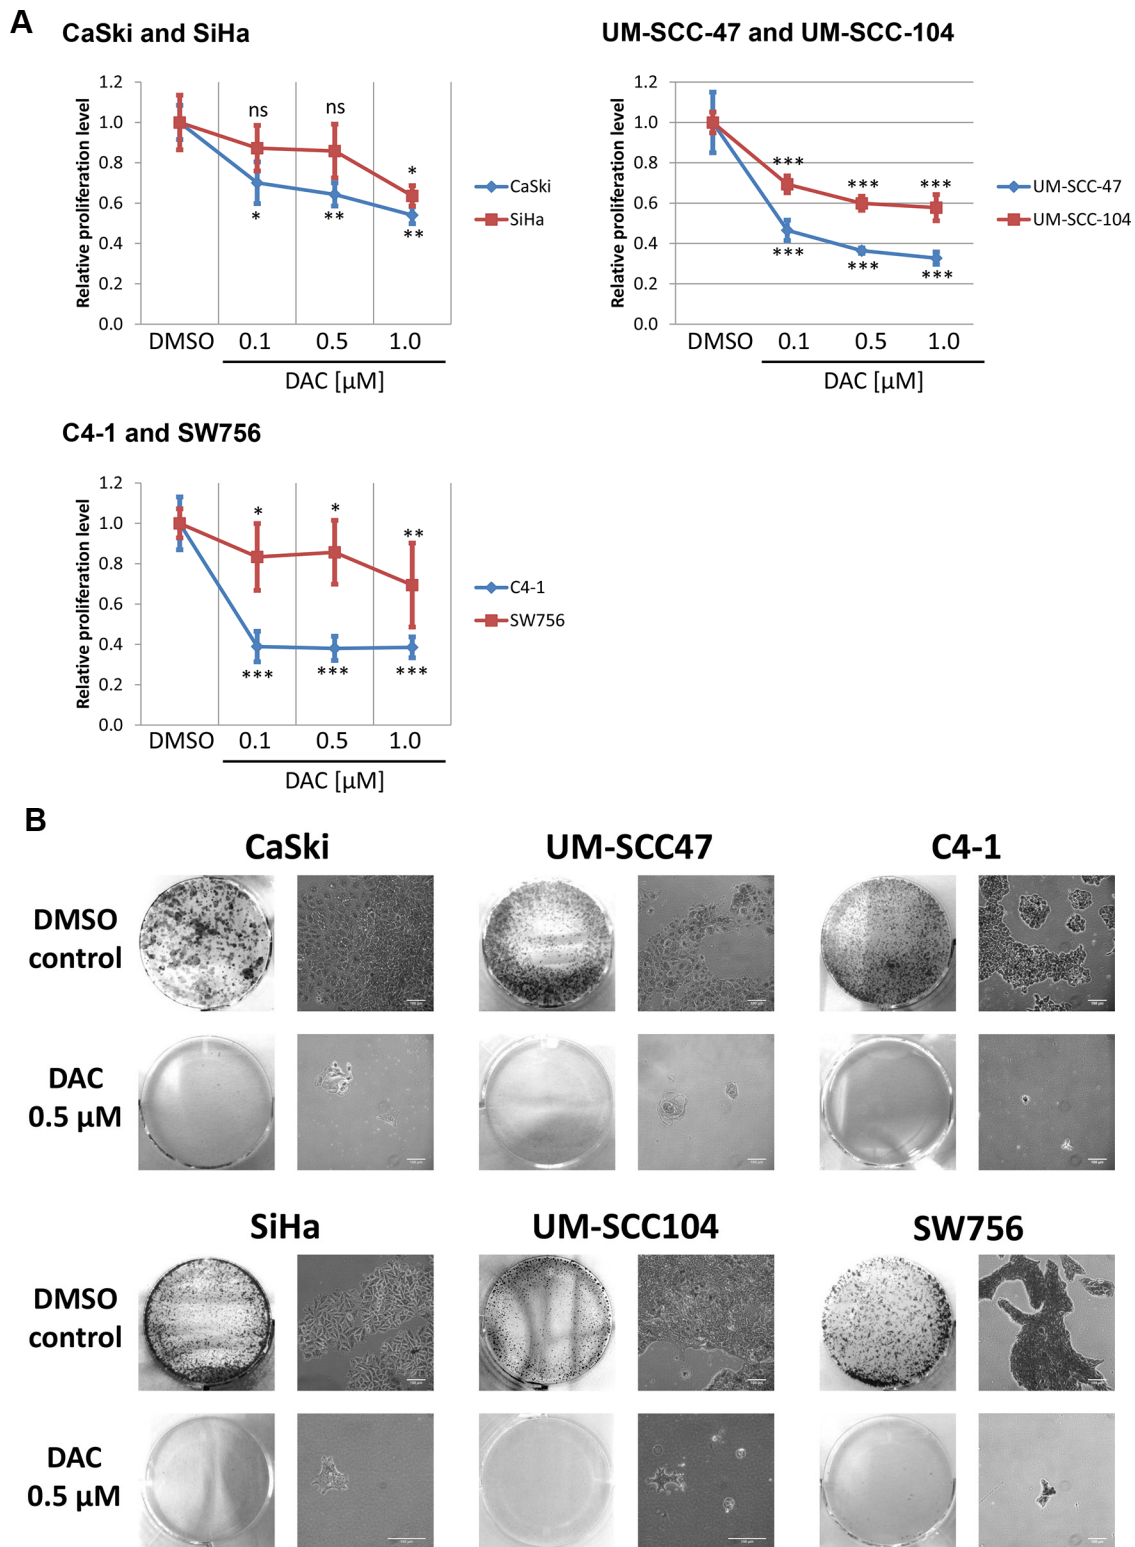 A
CaSki and SiHa
Relative proliferation level
1.2
1.0
0.8
0.6
0.4
0.2
0.0
ns
ns
*
*
**
**
CaSki
SiHa
DMSO 0.1 0.5 1.0
DAC [µM]
UM-SCC-47 and UM-SCC-104
Relative proliferation level
1.2
1.0
0.8
0.6
0.4
0.2
0.0
***
***
***
***
***
***
UM-SCC-47
UM-SCC-104
DMSO 0.1 0.5 1.0
DAC [µM]
C4-1 and SW756
Relative proliferation level
1.2
1.0
0.8
0.6
0.4
0.2
0.0
*
*
**
***
***
***
C4-1
SW756
DMSO 0.1 0.5 1.0
DAC [µM]
B
CaSki UM-SCC47 C4-1
DMSO
control
DAC
0.5 µM
SiHa UM-SCC104 SW756
DMSO
control
DAC
0.5 µM